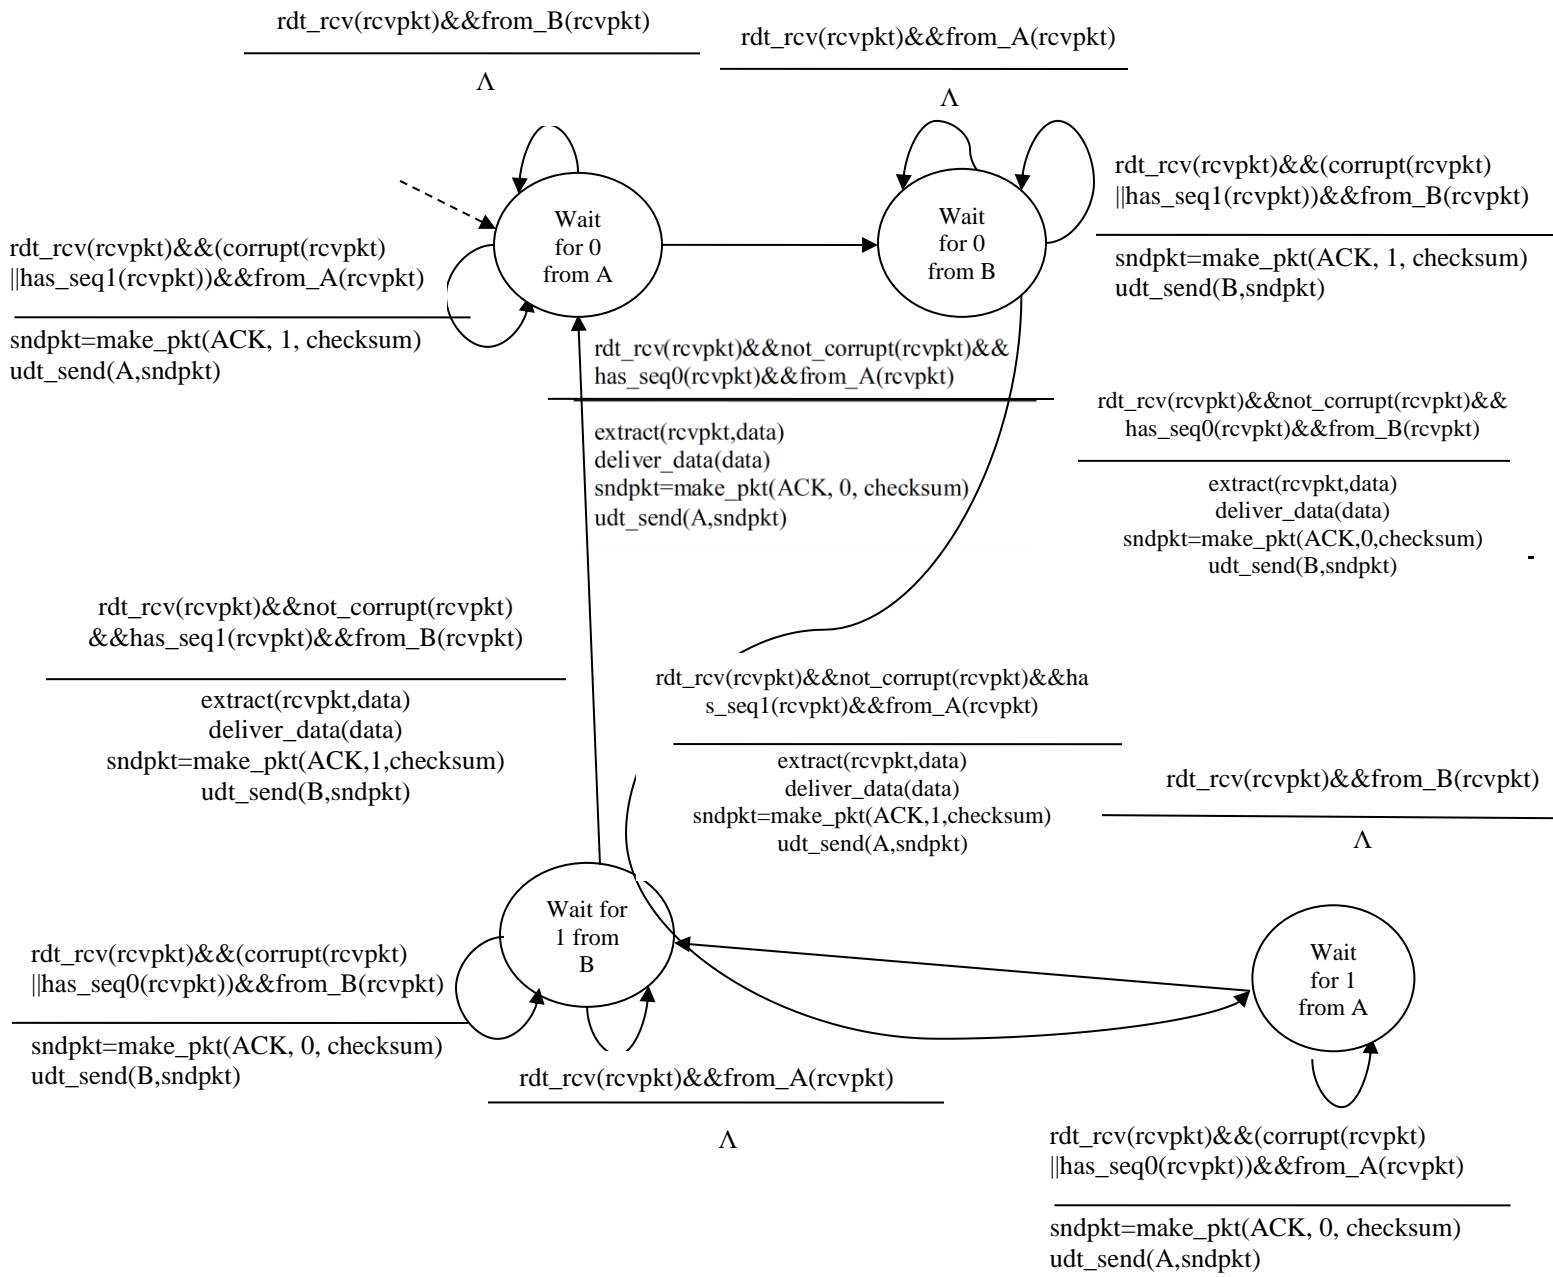 rdt_rcv(rcvpkt)&&from_B(rcvpkt)
Λ
rdt_rcv(rcvpkt)&&from_A(rcvpkt)
Λ
Wait
for 0
from A
Wait
for 0
from B
rdt_rcv(rcvpkt)&&(corrupt(rcvpkt)
||has_seq1(rcvpkt))&&from_B(rcvpkt)
sndpkt=make_pkt(ACK, 1, checksum)
udt_send(B,sndpkt)
rdt_rcv(rcvpkt)&&(corrupt(rcvpkt)
||has_seq1(rcvpkt))&&from_A(rcvpkt)
sndpkt=make_pkt(ACK, 1, checksum)
udt_send(A,sndpkt)
rdt_rcv(rcvpkt)&&not_corrupt(rcvpkt)&&
has_seq0(rcvpkt)&&from_A(rcvpkt)
extract(rcvpkt,data)
deliver_data(data)
sndpkt=make_pkt(ACK, 0, checksum)
udt_send(A,sndpkt)
rdt_rcv(rcvpkt)&&not_corrupt(rcvpkt)&&
has_seq0(rcvpkt)&&from_B(rcvpkt)
extract(rcvpkt,data)
deliver_data(data)
sndpkt=make_pkt(ACK,0,checksum)
udt_send(B,sndpkt)
rdt_rcv(rcvpkt)&&not_corrupt(rcvpkt)
&&has_seq1(rcvpkt)&&from_B(rcvpkt)
extract(rcvpkt,data)
deliver_data(data)
sndpkt=make_pkt(ACK,1,checksum)
udt_send(B,sndpkt)
rdt_rcv(rcvpkt)&&not_corrupt(rcvpkt)&&ha
s_seq1(rcvpkt)&&from_A(rcvpkt)
extract(rcvpkt,data)
deliver_data(data)
sndpkt=make_pkt(ACK,1,checksum)
udt_send(A,sndpkt)
rdt_rcv(rcvpkt)&&from_B(rcvpkt)
Λ
Wait for
1 from
B
Wait
for 1
from A
rdt_rcv(rcvpkt)&&(corrupt(rcvpkt)
||has_seq0(rcvpkt))&&from_B(rcvpkt)
sndpkt=make_pkt(ACK, 0, checksum)
udt_send(B,sndpkt)
rdt_rcv(rcvpkt)&&from_A(rcvpkt)
Λ
rdt_rcv(rcvpkt)&&(corrupt(rcvpkt)
||has_seq0(rcvpkt))&&from_A(rcvpkt)
sndpkt=make_pkt(ACK, 0, checksum)
udt_send(A,sndpkt)